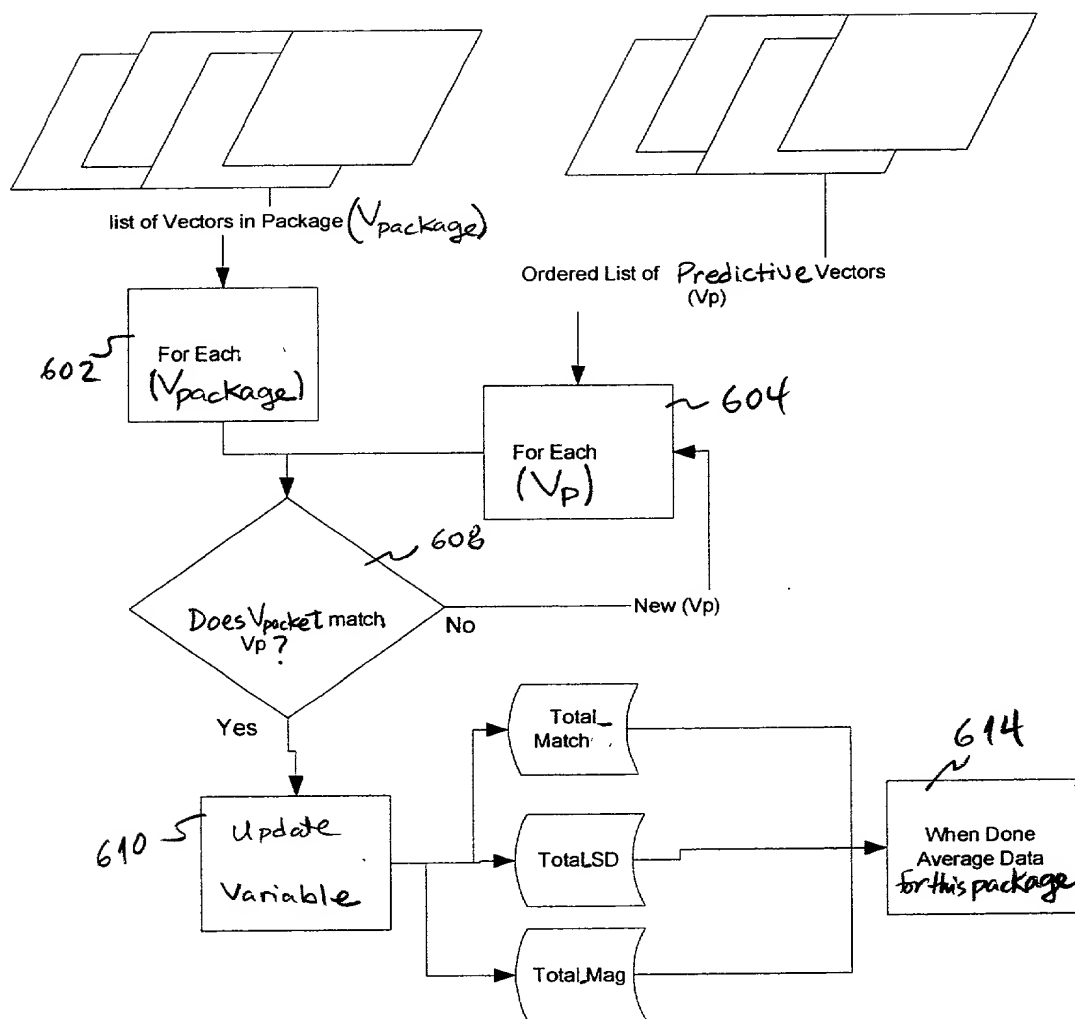 list of Vectors in Package (Vpackage)
Ordered List of Predictive Vectors
(Vp)
602
For Each
(Vpackage)
604
For Each
(Vp)
608
Does Vpacket match
Vp?
No
New (Vp)
Yes
610
Update
Variable
Total_
Match
Total_SD
Total_Mag
614
When Done
Average Data
for this package